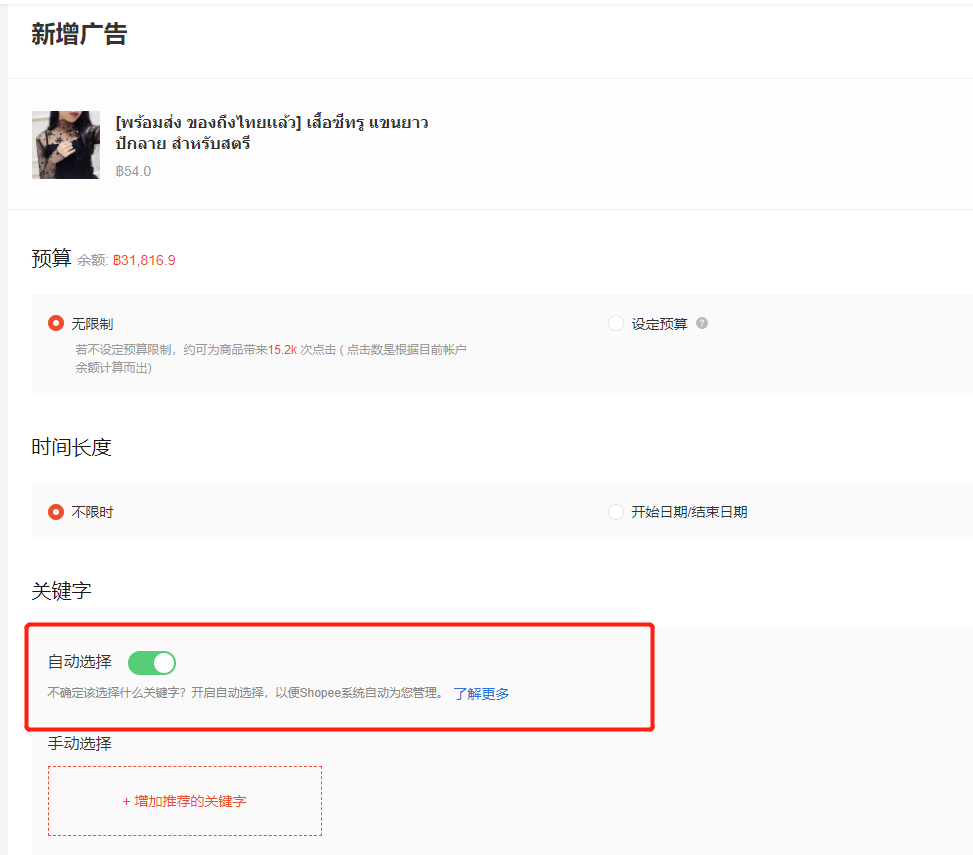 新增广告
[พร้อมส่ง ของถึงไทยแล้ว] เสื้อซีทรู แขนยาว
ปักลาย สำหรับสตรี
฿54.0
预算 余额: ฿31,816.9
无限制
设定预算 ?
若不设定预算限制，约可为商品带来15.2k 次点击 ( 点击数是根据目前帐户
余额计算而出)
时间长度
不限时
开始日期/结束日期
关键字
自动选择
不确定该选择什么关键字？开启自动选择，以便Shopee系统自动为您管理。 了解更多
手动选择
+ 增加推荐的关键字